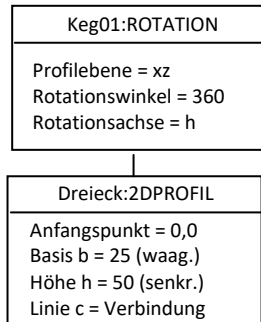 Keg01:ROTATION
Profilebene = xz
Rotationswinkel = 360
Rotationsachse = h
Dreieck:2DPROFIL
Anfangspunkt = 0,0
Basis b = 25 (waag.)
Höhe h = 50 (senkr.)
Linie c = Verbindung